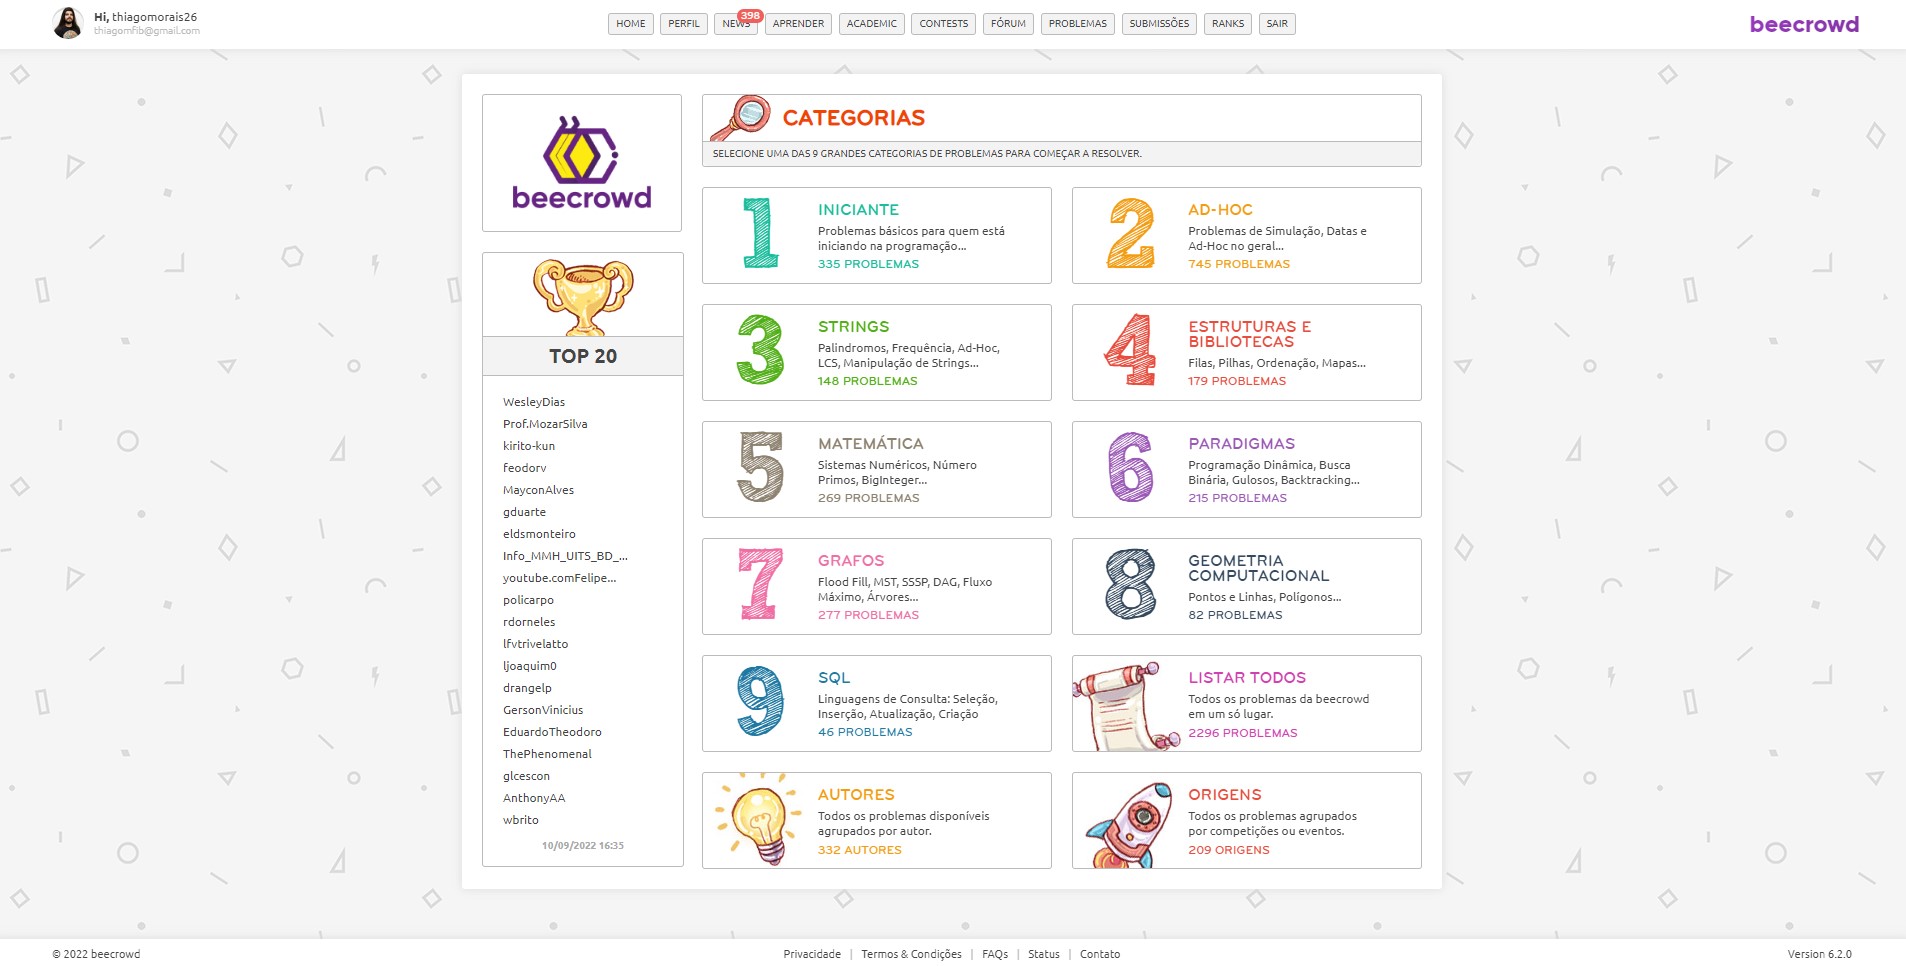 Hi, thiagomorais26
thiagomfib@gmail.com
HOME PERFIL NEWS 398 APRENDER ACADEMIC CONTESTS FÓRUM PROBLEMAS SUBMISSÕES RANKS SAIR
beecrowd
beecrowd
TOP 20
WesleyDias
Prof.MozarSilva
kirito-kun
feodorv
MayconAlves
gduarte
eldsmonteiro
Info_MMH_UITS_BD_...
youtube.comFelipe...
policarpo
rdorneles
lfvtrivelatto
ljoaquim0
drangelp
GersonVinicius
EduardoTheodoro
ThePhenomenal
glcescon
AnthonyAA
wbrito
10/09/2022 16:35
CATEGORIAS
SELECIONE UMA DAS 9 GRANDES CATEGORIAS DE PROBLEMAS PARA COMEÇAR A RESOLVER.
1
INICIANTE
Problemas básicos para quem está
iniciando na programação...
335 PROBLEMAS
2
AD-HOC
Problemas de Simulação, Datas e
Ad-Hoc no geral...
745 PROBLEMAS
3
STRINGS
Palindromos, Frequência, Ad-Hoc,
LCS, Manipulação de Strings...
148 PROBLEMAS
4
ESTRUTURAS E
BIBLIOTECAS
Filas, Pilhas, Ordenação, Mapas...
179 PROBLEMAS
5
MATEMÁTICA
Sistemas Numéricos, Número
Primos, BigInteger...
269 PROBLEMAS
6
PARADIGMAS
Programação Dinâmica, Busca
Binária, Gulosos, Backtracking...
215 PROBLEMAS
7
GRAFOS
Flood Fill, MST, SSSP, DAG, Fluxo
Máximo, Árvores...
277 PROBLEMAS
8
GEOMETRIA
COMPUTACIONAL
Pontos e Linhas, Polígonos...
82 PROBLEMAS
9
SQL
Linguagens de Consulta: Seleção,
Inserção, Atualização, Criação
46 PROBLEMAS
LISTAR TODOS
Todos os problemas da beecrowd
em um só lugar.
2296 PROBLEMAS
AUTORES
Todos os problemas disponíveis
agrupados por autor.
332 AUTORES
ORIGENS
Todos os problemas agrupados
por competições ou eventos.
209 ORIGENS
© 2022 beecrowd
Privacidade | Termos & Condições | FAQs | Status | Contato
Version 6.2.0